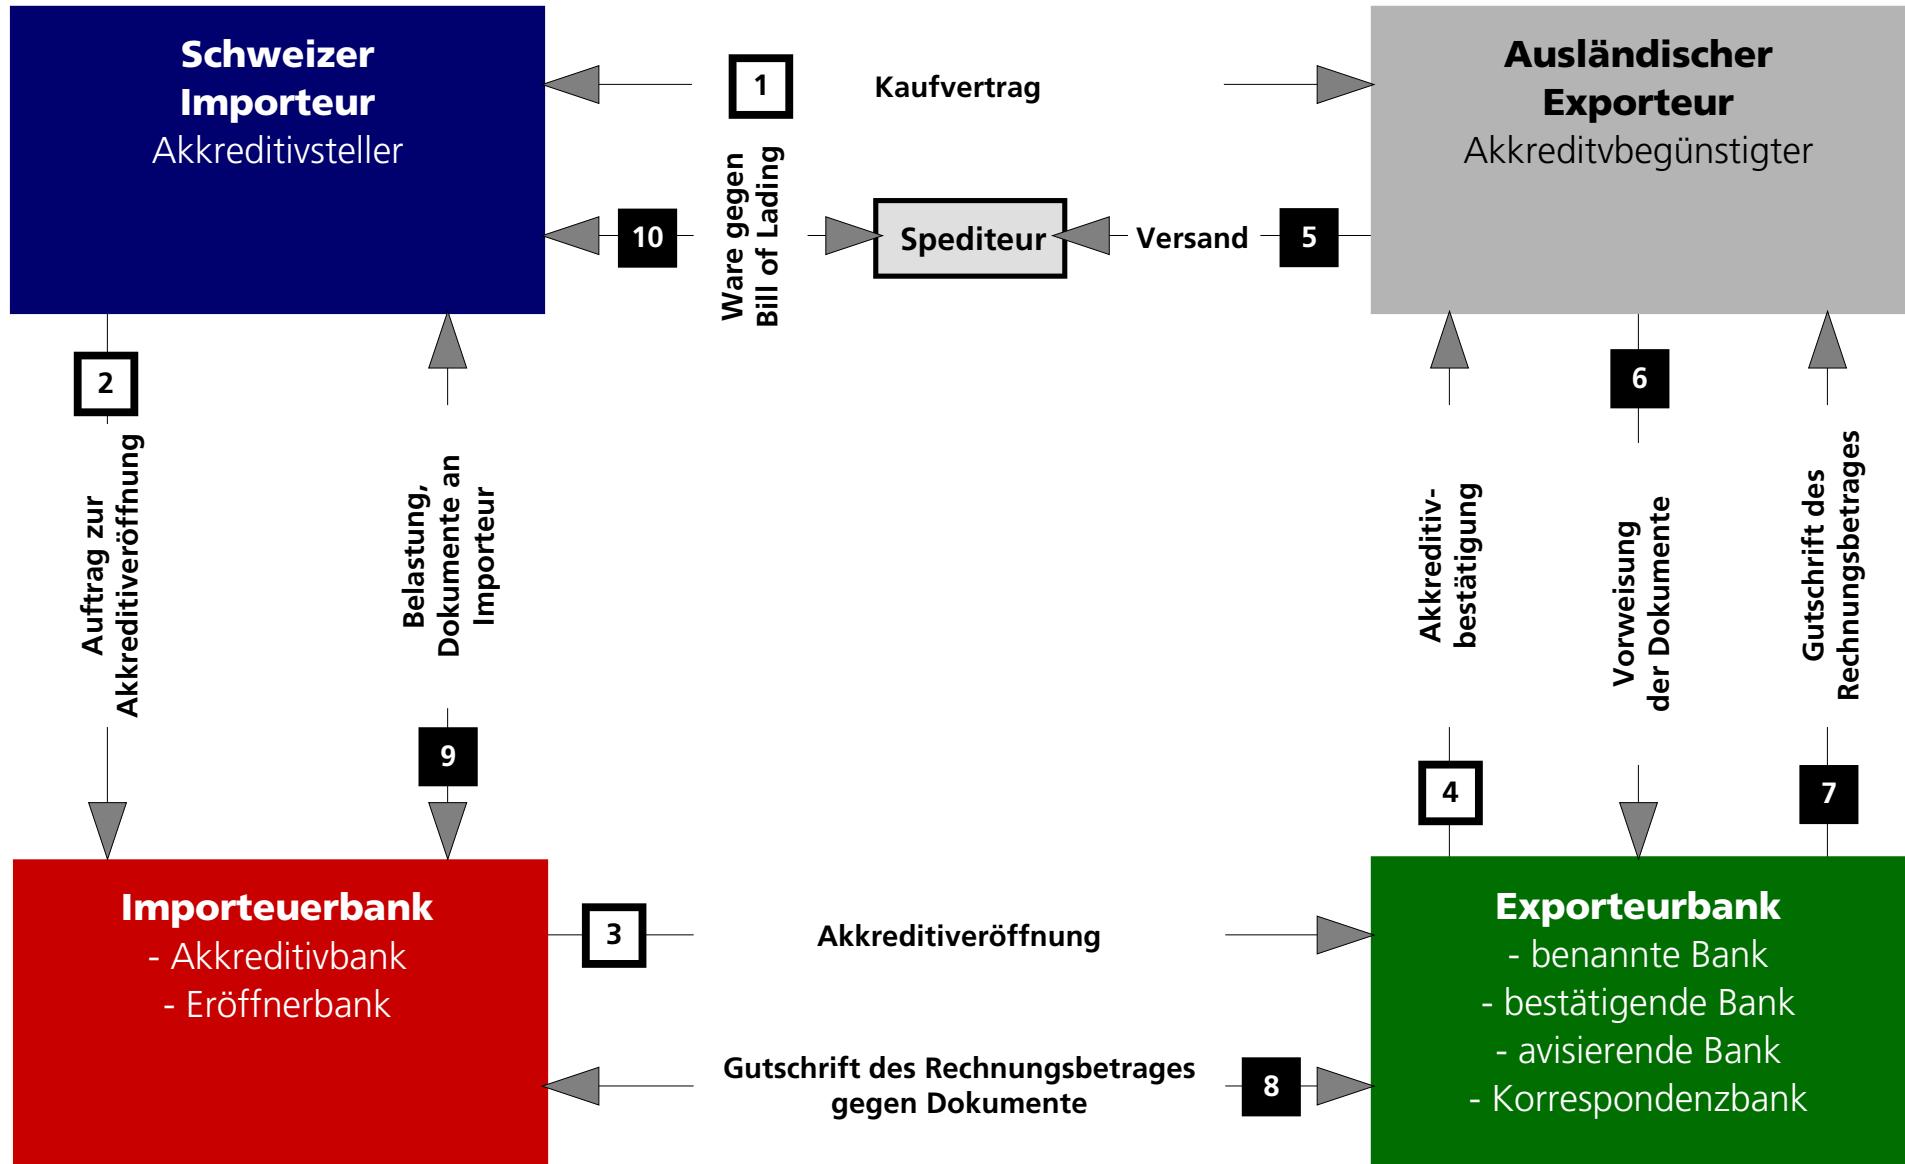 Schweizer
Importeur
Akkreditivsteller
1
Kaufvertrag
Ausländischer
Exporteur
Akkreditvbegünstigter
10
Ware gegen
Bill of Lading
Spediteur
Versand
5
2
Auftrag zur
Akkreditiveröffnung
Belastung,
Dokumente an
Importeur
9
Akkreditiv-
bestätigung
4
6
Vorweisung
der Dokumente
Gutschrift des
Rechnungsbetrages
7
Importeuerbank
- Akkreditivbank
- Eröffnerbank
3
Akkreditiveröffnung
Gutschrift des Rechnungsbetrages
gegen Dokumente
8
Exporteurbank
- benannte Bank
- bestätigende Bank
- avisierende Bank
- Korrespondenzbank